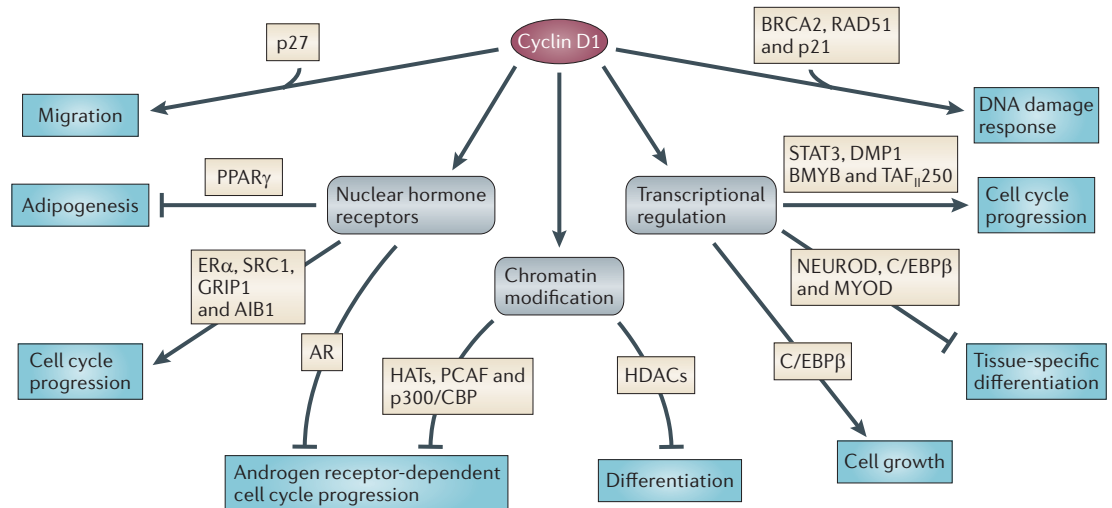 Cyclin D1
p27
BRCA2, RAD51
and p21
Migration
DNA damage
response
PPARγ
Adipogenesis
Nuclear hormone
receptors
Transcriptional
regulation
STAT3, DMP1
BMYB and TAFII250
Cell cycle
progression
ERα, SRC1,
GRIP1
and AIB1
Chromatin
modification
NEUROD, C/EBPβ
and MYOD
Cell cycle
progression
AR
HATs, PCAF and
p300/CBP
HDACs
C/EBPβ
Tissue-specific
differentiation
Androgen receptor-dependent
cell cycle progression
Differentiation
Cell growth